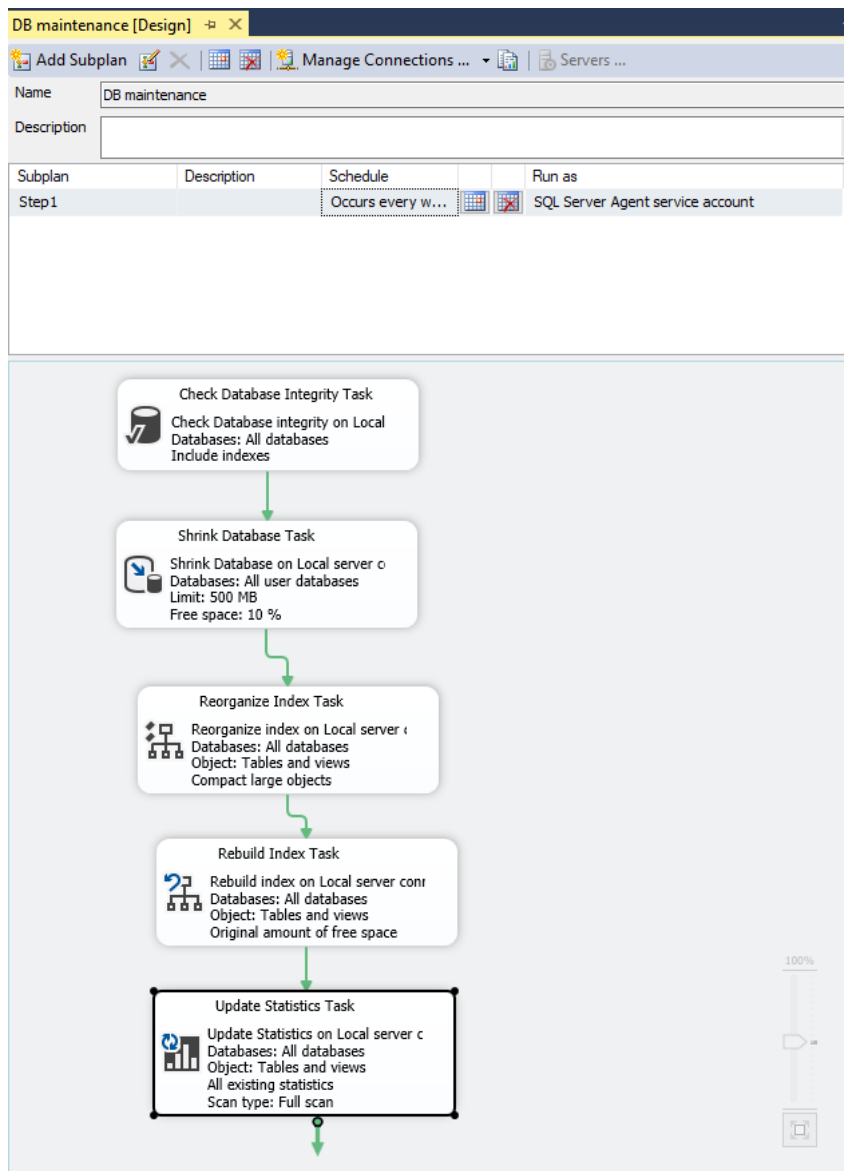 DB maintenance [Design]
Add Subplan Manage Connections ... Servers ...
Name DB maintenance
Description
Subplan Description Schedule Run as
Step1 Occurs every w... SQL Server Agent service account
Check Database Integrity Task
Check Database integrity on Local
Databases: All databases
Include indexes
Shrink Database Task
Shrink Database on Local server
Databases: All user databases
Limit: 500 MB
Free space: 10 %
Reorganize Index Task
Reorganize index on Local server
Databases: All databases
Object: Tables and views
Compact large objects
Rebuild Index Task
Rebuild index on Local server
Databases: All databases
Object: Tables and views
Original amount of free space
100%
Update Statistics Task
Update Statistics on Local server c
Databases: All databases
Object: Tables and views
All existing statistics
Scan type: Full scan